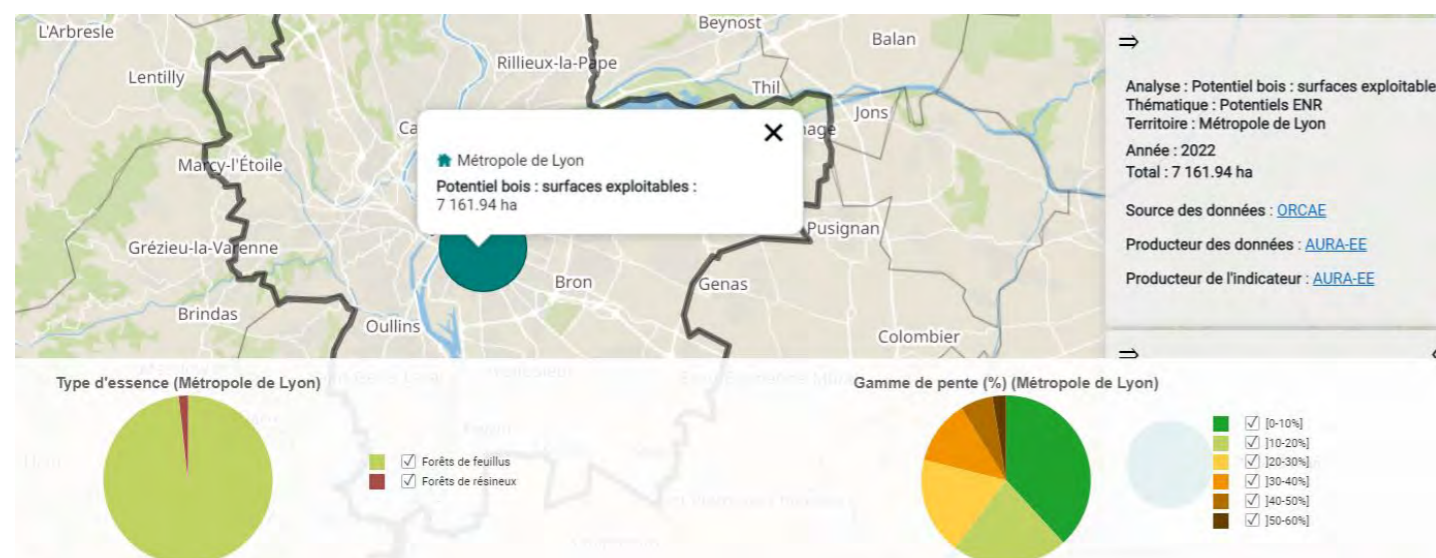 L'Arbresle
Beynost
Balan
Rillieux-la-Pape
Lentilly
Thil
Jons
Ca
nage
Marcy-l'Étoile
Métropole de Lyon
Potentiel bois : surfaces exploitables :
7 161.94 ha
Pusignan
Grézieu-la-Varenne
Bron
Genas
Brindas
Oullins
Colombier
⇒
Analyse : Potentiel bois : surfaces exploitable
Thématique : Potentiels ENR
Territoire : Métropole de Lyon
Année : 2022
Total : 7 161.94 ha
Source des données : ORCAE
Producteur des données : AURA-EE
Producteur de l'indicateur : AURA-EE
⇒
Type d'essence (Métropole de Lyon)
Forêts de feuillus
Forêts de résineux
Gamme de pente (%) (Métropole de Lyon)
[0-10%]
]10-20%]
]20-30%]
]30-40%]
]40-50%]
]50-60%]